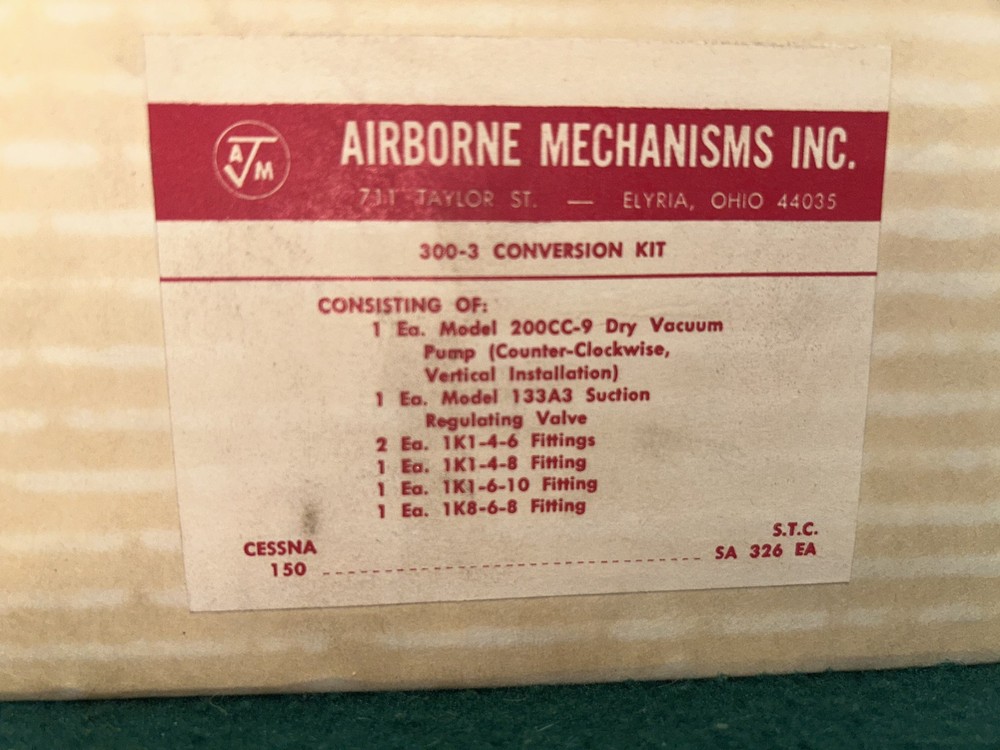 AJM
AIRBORNE MECHANISMS INC.
711 TAYLOR ST. — ELYRIA, OHIO 44035
300-3 CONVERSION KIT
CONSISTING OF:
1 Ea. Model 200CC-9 Dry Vacuum
Pump (Counter-Clockwise,
Vertical Installation)
1 Ea. Model 133A3 Suction
Regulating Valve
2 Ea. 1K1-4-6 Fittings
1 Ea. 1K1-4-8 Fitting
1 Ea. 1K1-6-10 Fitting
1 Ea. 1K8-6-8 Fitting
CESSNA S.T.C.
150 ---------------------------------------- SA 326 EA